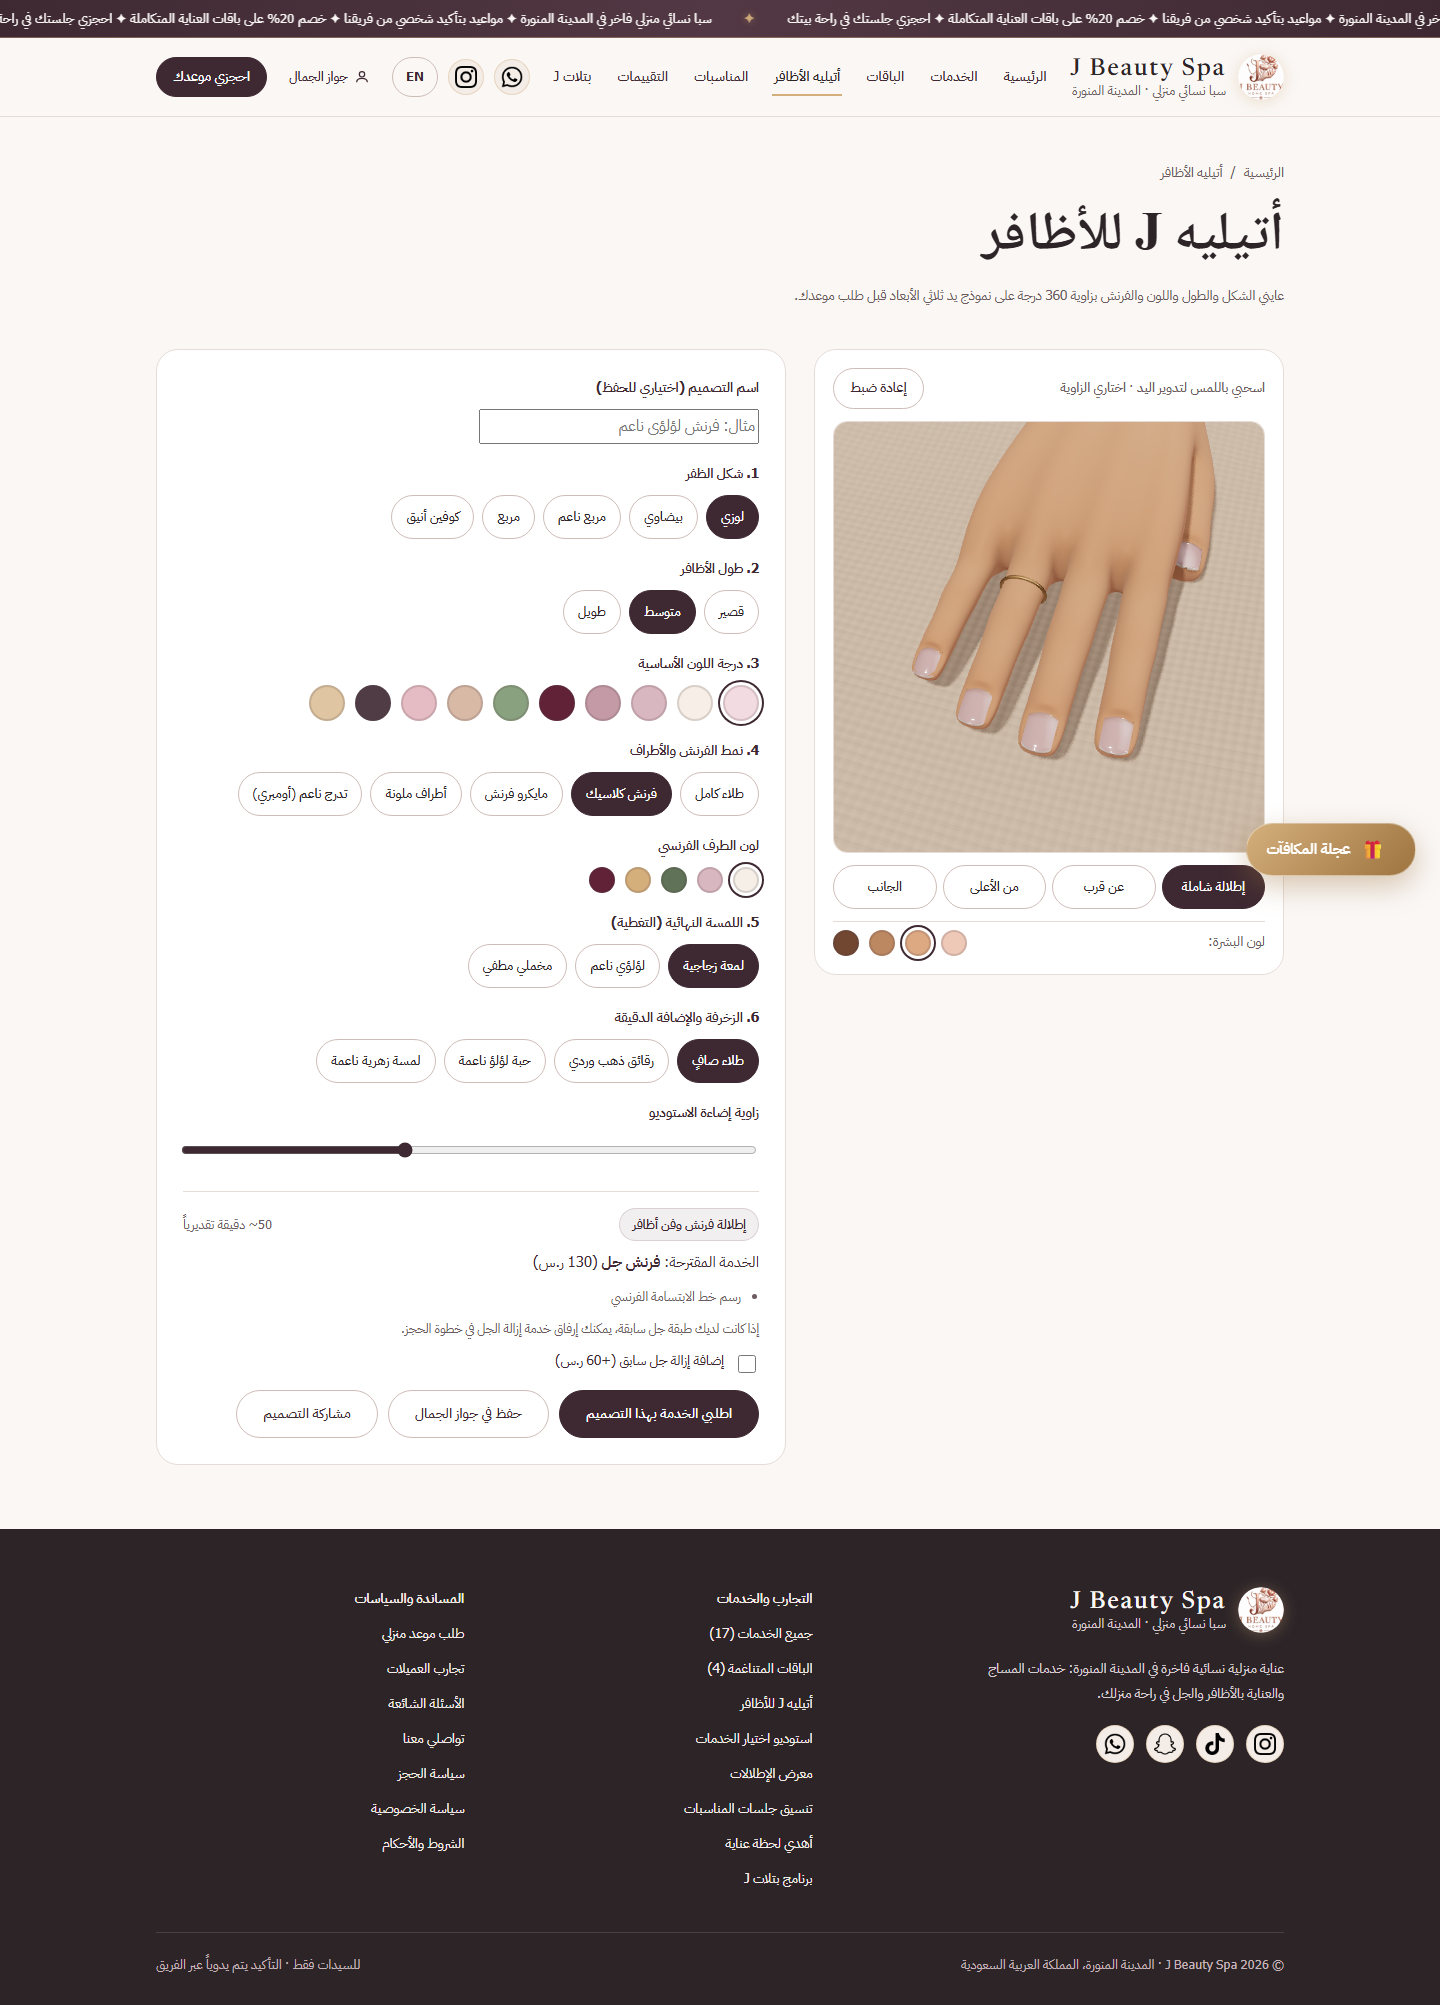 سبا نسائي منزلي فاخر في المدينة المنورة ✦ مواعيد بتأكيد شخصي من فريقنا ✦ خصم 20% على باقات العناية المتكاملة ✦ احجزي جلستك في راحة
خر في المدينة المنورة ✦ مواعيد بتأكيد شخصي من فريقنا ✦ خصم 20% على باقات العناية المتكاملة ✦ احجزي جلستك في راحة بيتك
J Beauty Spa
سبا نسائي منزلي · المدينة المنورة
الرئيسية
الخدمات
الباقات
أتيليه الأظافر
المناسبات
التقييمات
بتلات J
EN
جواز الجمال
احجزي موعدك
الرئيسية / أتيليه الأظافر
أتيليه J للأظافر
عايني الشكل والطول واللون والفرنش بزاوية 360 درجة على نموذج يد ثلاثي الأبعاد قبل طلب موعدك.
اسحبي باللمس لتدوير اليد · اختاري الزاوية
إعادة ضبط
إطلالة شاملة
عن قرب
من الأعلى
الجانب
لون البشرة:
عجلة المكافآت
اسم التصميم (اختياري للحفظ)
مثال: فرنش لؤلؤي ناعم
1. شكل الظفر
لوزي
بيضاوي
مربع ناعم
مربع
كوفين أنيق
2. طول الأظافر
قصير
متوسط
طويل
3. درجة اللون الأساسية
4. نمط الفرنش والأطراف
طلاء كامل
فرنش كلاسيك
مايكرو فرنش
أطراف ملونة
تدرج ناعم (أومبري)
لون الطرف الفرنسي
5. اللمسة النهائية (التغطية)
لمعة زجاجية
لؤلؤي ناعم
مخملي مطفي
6. الزخرفة والإضافة الدقيقة
طلاء صافٍ
رقائق ذهب وردي
حبة لؤلؤ ناعمة
لمسة زهرية ناعمة
زاوية إضاءة الاستوديو
إطلالة فرنش وفن أظافر
~50 دقيقة تقديرياً
الخدمة المقترحة: فرنش جل (130 ر.س)
• رسم خط الابتسامة الفرنسي
إذا كانت لديك طبقة جل سابقة، يمكنك إرفاق خدمة إزالة الجل في خطوة الحجز.
إضافة إزالة جل سابق (+60 ر.س)
اطلبي الخدمة بهذا التصميم
حفظ في جواز الجمال
مشاركة التصميم
J Beauty Spa
سبا نسائي منزلي · المدينة المنورة
عناية منزلية نسائية فاخرة في المدينة المنورة: خدمات المساج
والعناية بالأظافر والجل في راحة منزلك.
التجارب والخدمات
جميع الخدمات (17)
الباقات المتناغمة (4)
أتيليه J للأظافر
استوديو اختيار الخدمات
معرض الإطلالات
تنسيق جلسات المناسبات
أهدي لحظة عناية
برنامج بتلات J
المساندة والسياسات
طلب موعد منزلي
تجارب العميلات
الأسئلة الشائعة
تواصلي معنا
سياسة الحجز
سياسة الخصوصية
الشروط والأحكام
© 2026 J Beauty Spa · المدينة المنورة، المملكة العربية السعودية
للسيدات فقط · التأكيد يتم يدوياً عبر الفريق